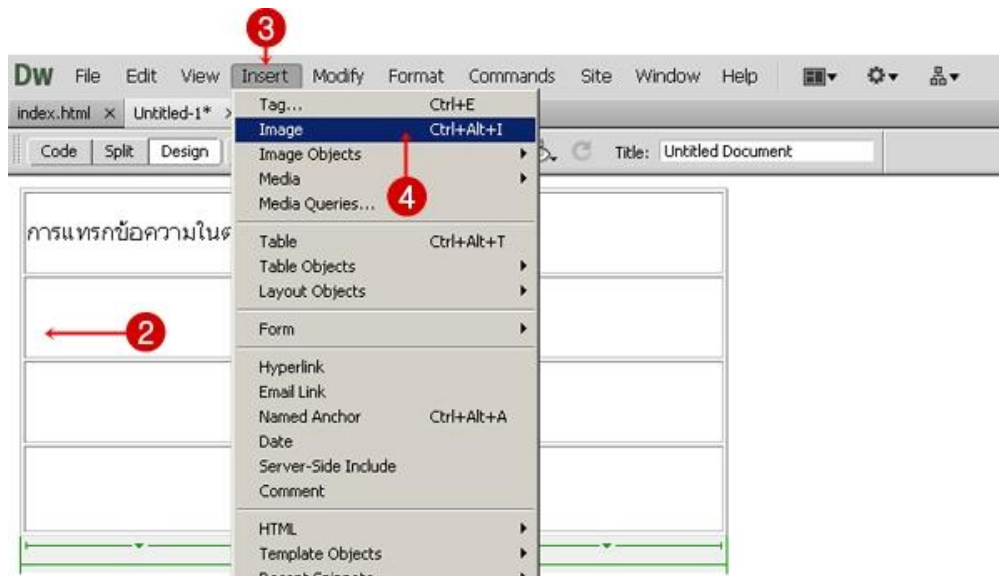 3
DW File Edit View Insert Modify Format Commands Site Window Help
index.html × Untitled-1*
Code Split Design Title: Untitled Document
Tag... Ctrl+E
Image Ctrl+Alt+I
Image Objects
Media
Media Queries...
4
การแทรกข้อความในต
Table Ctrl+Alt+T
Table Objects
Layout Objects
2
Form
Hyperlink
Email Link
Named Anchor Ctrl+Alt+A
Date
Server-Side Include
Comment
HTML
Template Objects
Recent Snippets